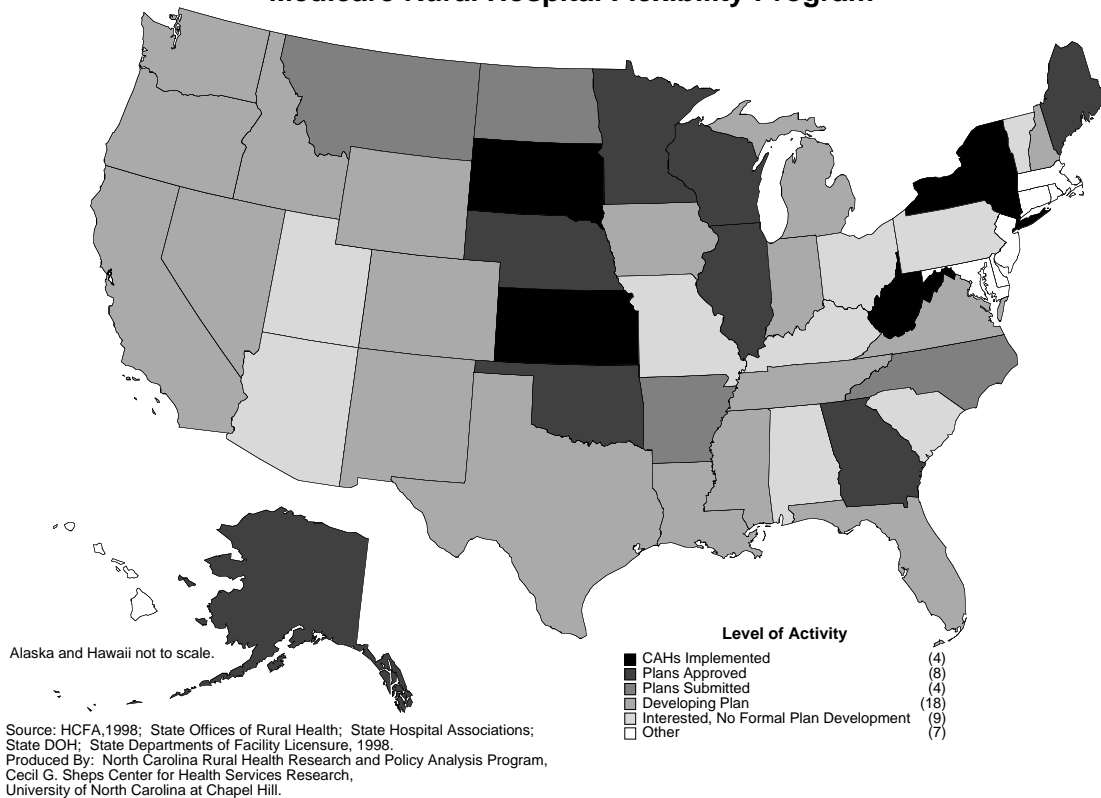 Medicare Rural Hospital Flexibility Program
Alaska and Hawaii not to scale.
Level of Activity
CAHs Implemented (4)
Plans Approved (8)
Plans Submitted (4)
Developing Plan (18)
Interested, No Formal Plan Development (9)
Other (7)
Source: HCFA,1998; State Offices of Rural Health; State Hospital Associations;
State DOH; State Departments of Facility Licensure, 1998.
Produced By: North Carolina Rural Health Research and Policy Analysis Program,
Cecil G. Sheps Center for Health Services Research,
University of North Carolina at Chapel Hill.